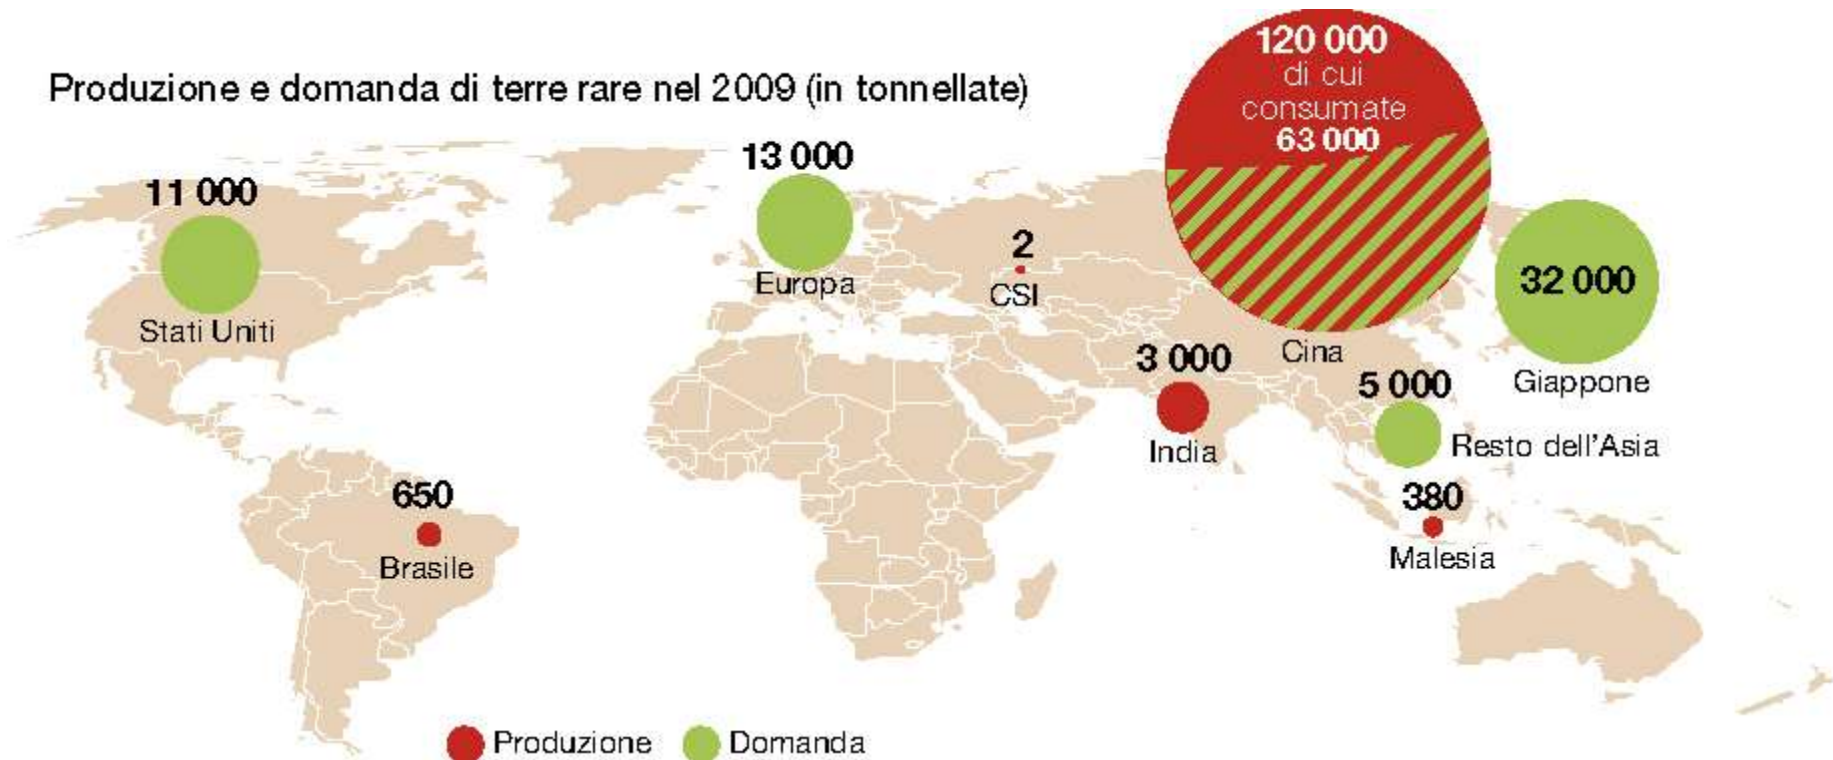 Produzione e domanda di terre rare nel 2009 (in tonnellate)
120 000
di cui
consumate
63 000
Cina
11 000
Stati Uniti
13 000
Europa
2
CSI
32 000
Giappone
3 000
India
5 000
Resto dell'Asia
650
Brasile
380
Malesia
Produzione
Domanda